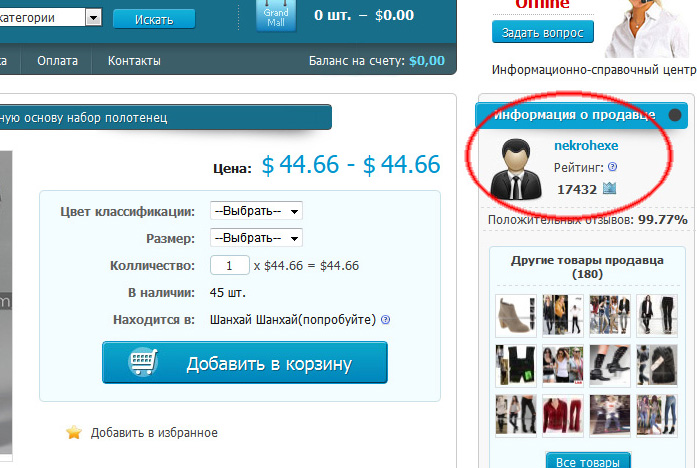 категории
Искать
Grand
Mall
0 шт. – $0.00
Offline
Задать вопрос
Оплата
Контакты
Баланс на счету: $0,00
Информационно-справочный центр
ную основу набор полотенец
Информация о продавце
nekrohexe
Рейтинг:
17432
Положительных отзывов: 99.77%
Цена: $ 44.66 - $ 44.66
Цвет классификации: --Выбрать--
Размер: --Выбрать--
Колличество: 1 x $44.66 = $44.66
В наличии: 45 шт.
Находится в: Шанхай Шанхай(попробуйте)
Добавить в корзину
Добавить в избранное
Другие товары продавца
(180)
Все товары